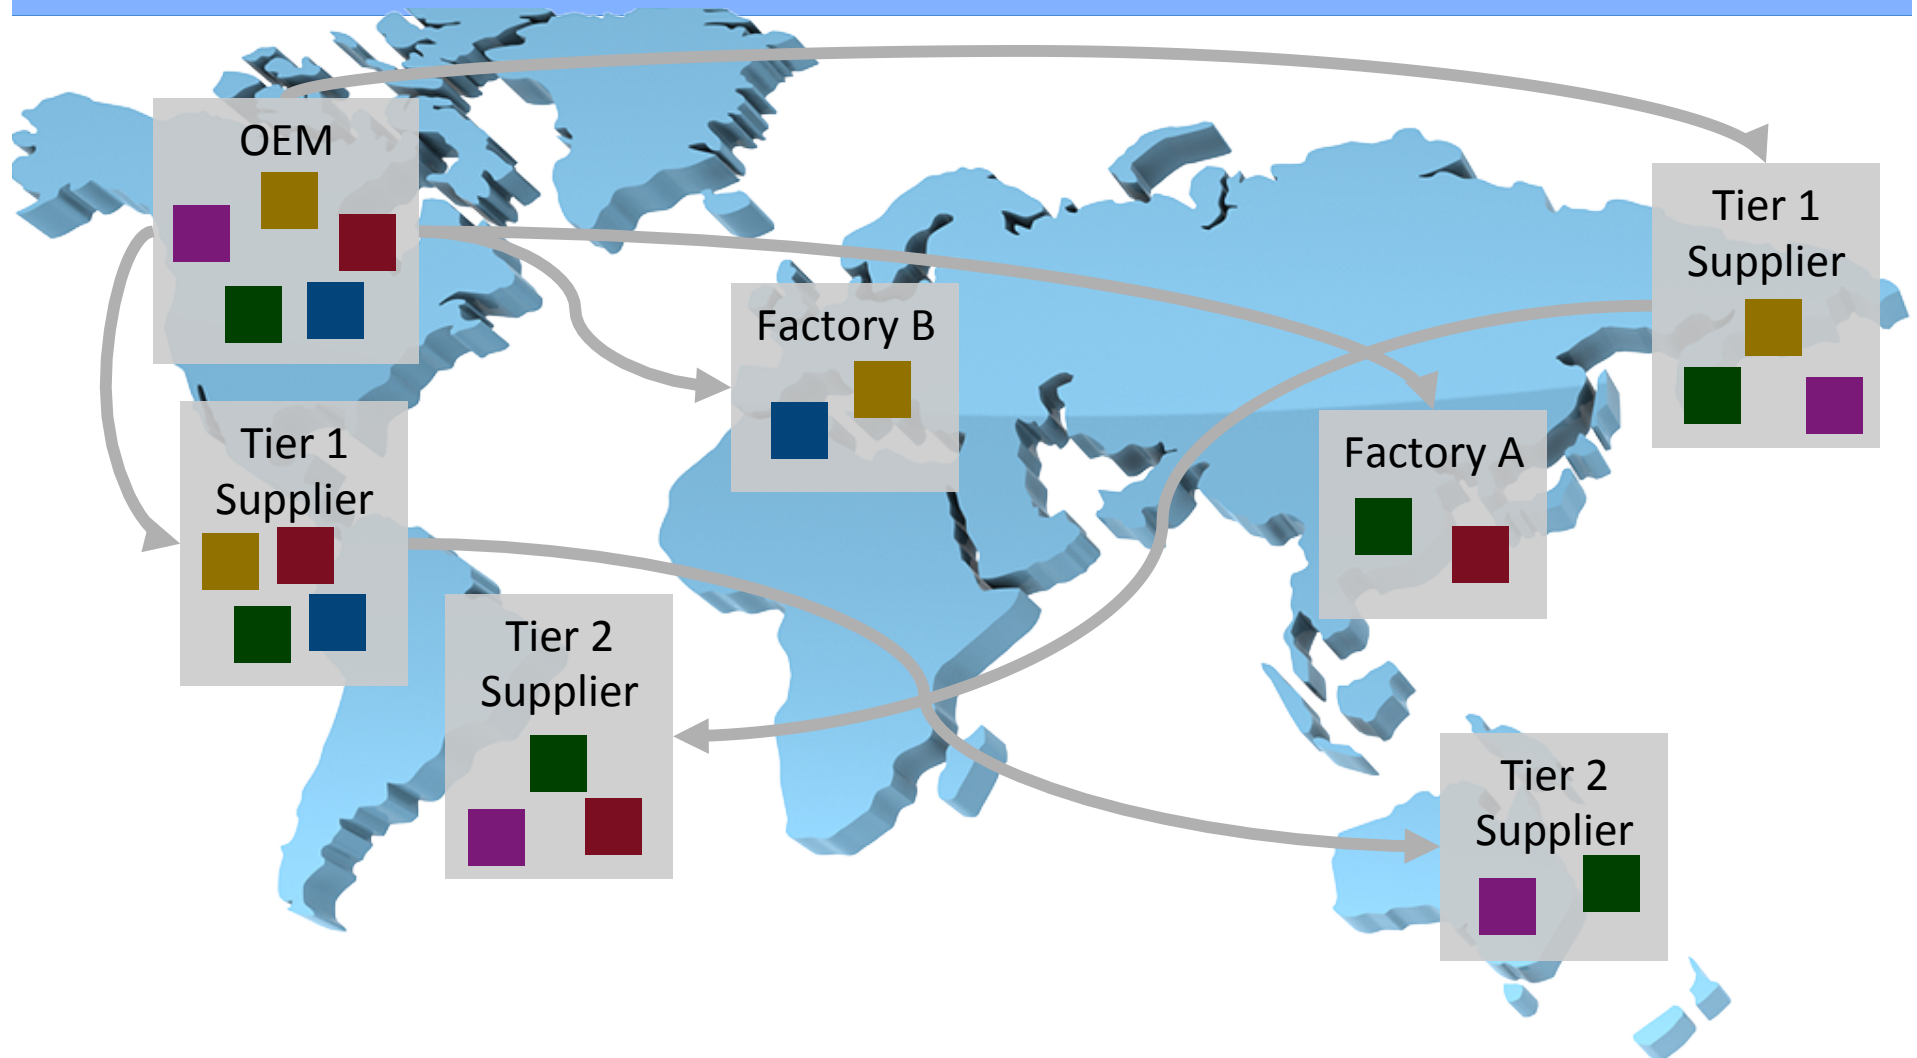 OEM
Tier 1
Supplier
Factory B
Factory A
Tier 1
Supplier
Tier 2
Supplier
Tier 2
Supplier